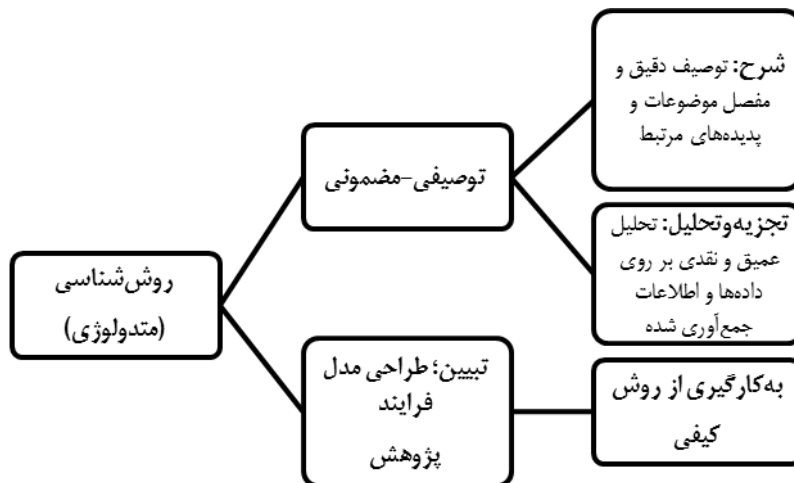 شرح: توصیف دقیق و
مفصل موضوعات و
پدیده‌های مرتبط
توصیفی-مضمونی
تجزیه‌وتحلیل: تحلیل
عمیق و نقدی بر روی
داده‌ها و اطلاعات
جمع‌آوری شده
روش‌شناسی
(متدولوژی)
تبیین؛ طراحی مدل
فرایند
پژوهش
به‌کارگیری از روش
کیفی